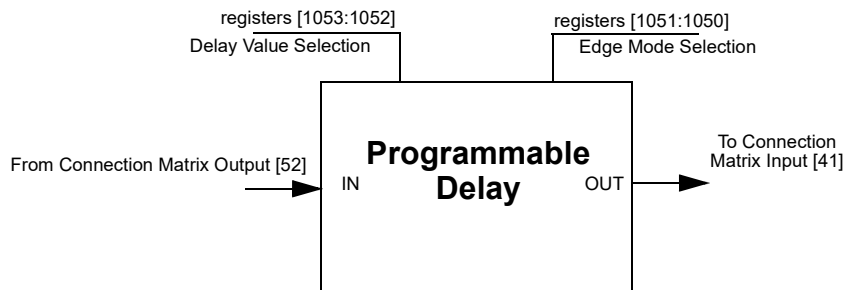 registers [1053:1052]
Delay Value Selection
registers [1051:1050]
Edge Mode Selection
From Connection Matrix Output [52]
IN
Programmable
Delay
OUT
To Connection
Matrix Input [41]